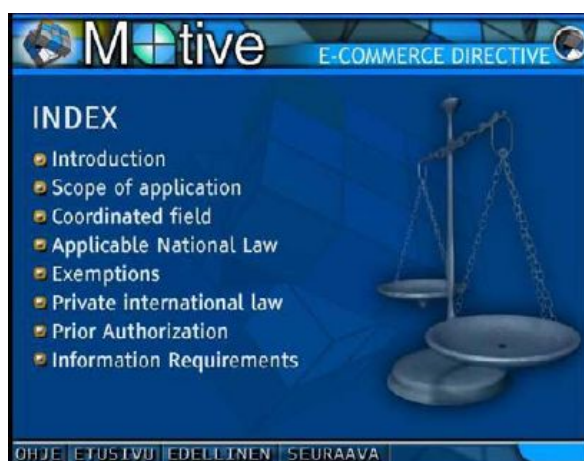 Motive
E-COMMERCE DIRECTIVE
INDEX
Introduction
Scope of application
Coordinated field
Applicable National Law
Exemptions
Private international law
Prior Authorization
Information Requirements
OHJE ETUSIVU EDELLINEN SEURAAVA